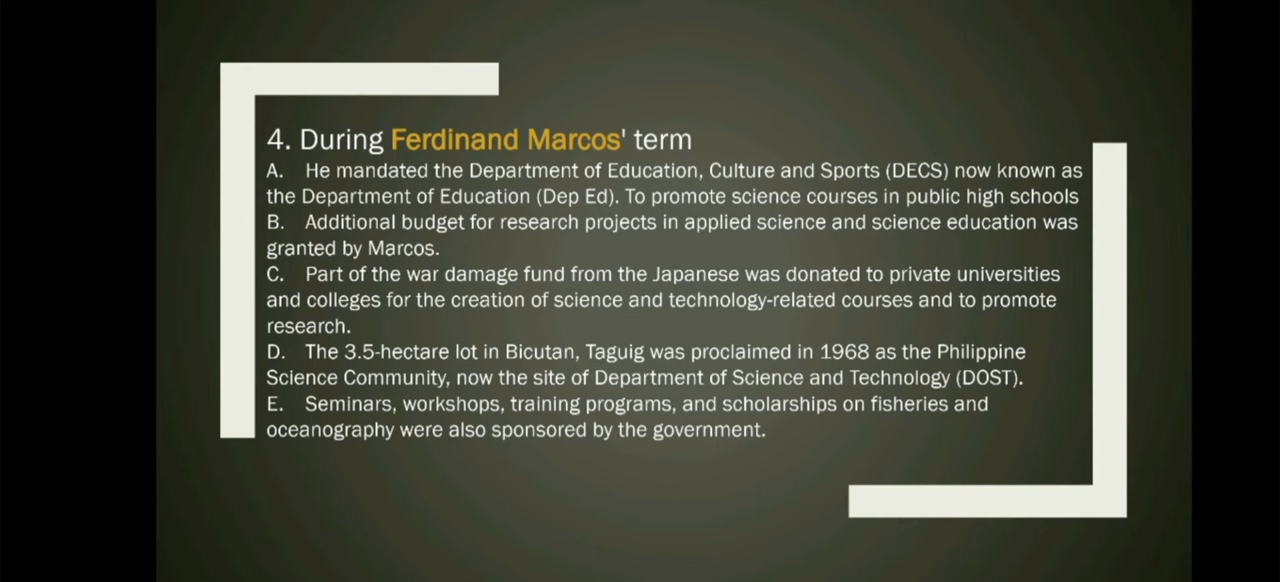 4. During Ferdinand Marcos' term
A. He mandated the Department of Education, Culture and Sports (DECS) now known as
the Department of Education (Dep Ed). To promote science courses in public high schools
B. Additional budget for research projects in applied science and science education was
granted by Marcos.
C. Part of the war damage fund from the Japanese was donated to private universities
and colleges for the creation of science and technology-related courses and to promote
research.
D. The 3.5-hectare lot in Bicutan, Taguig was proclaimed in 1968 as the Philippine
Science Community, now the site of Department of Science and Technology (DOST).
E. Seminars, workshops, training programs, and scholarships on fisheries and
oceanography were also sponsored by the government.